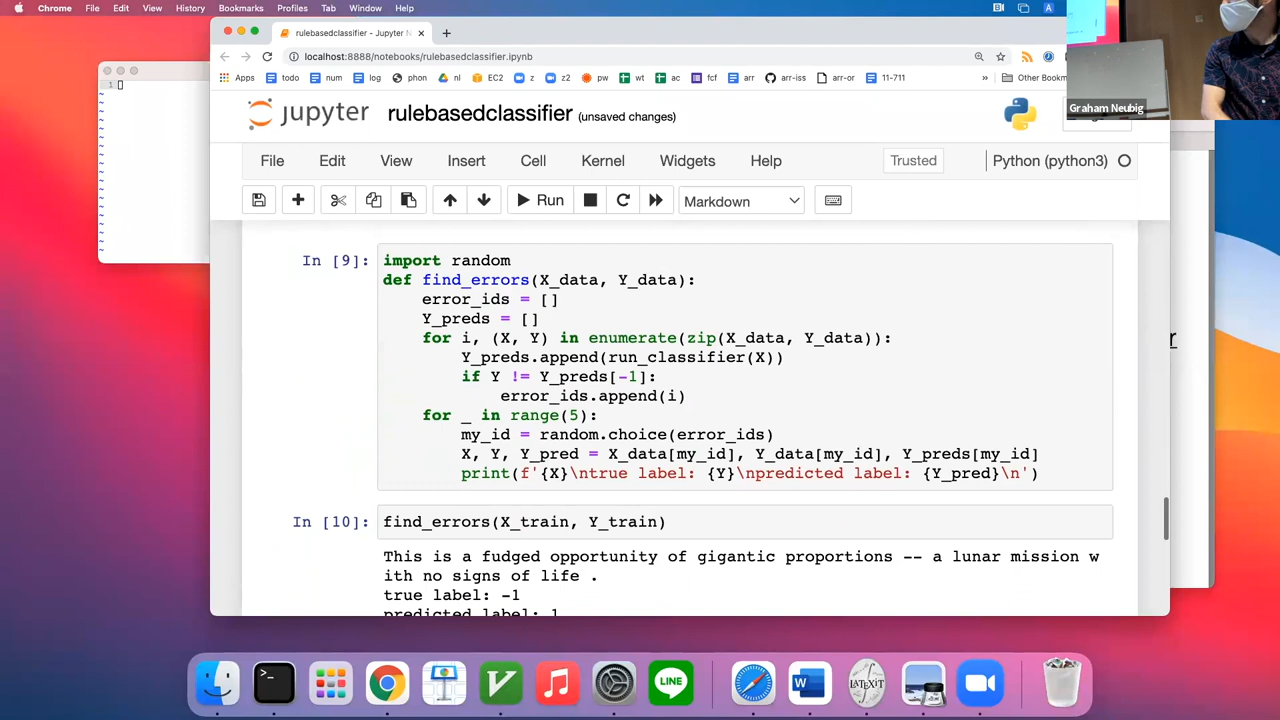 Chrome File Edit View History Bookmarks Profiles Tab Window Help
rulebasedclassifier - Jupyter N
localhost:8888/notebooks/rulebasedclassifier.ipynb
Apps todo num log phon nl EC2 z z2 pw wt ac fcf arr arr-iss arr-or 11-711 » Other Bookm
Graham Neubig
1
~
~
~
~
~
~
~
~
~
~
~
~
~
~
jupyter rulebasedclassifier (unsaved changes)
File Edit View Insert Cell Kernel Widgets Help Trusted Python (python3)
Run Markdown
In [9]: import random
def find_errors(X_data, Y_data):
error_ids = []
Y_preds = []
for i, (X, Y) in enumerate(zip(X_data, Y_data)):
Y_preds.append(run_classifier(X))
if Y != Y_preds[-1]:
error_ids.append(i)
for _ in range(5):
my_id = random.choice(error_ids)
X, Y, Y_pred = X_data[my_id], Y_data[my_id], Y_preds[my_id]
print(f'{X}\ntrue label: {Y}\npredicted label: {Y_pred}\n')
In [10]: find_errors(X_train, Y_train)
This is a fudged opportunity of gigantic proportions -- a lunar mission w
ith no signs of life .
true label: -1
predicted label: 1
LINE
W
LATEXiT